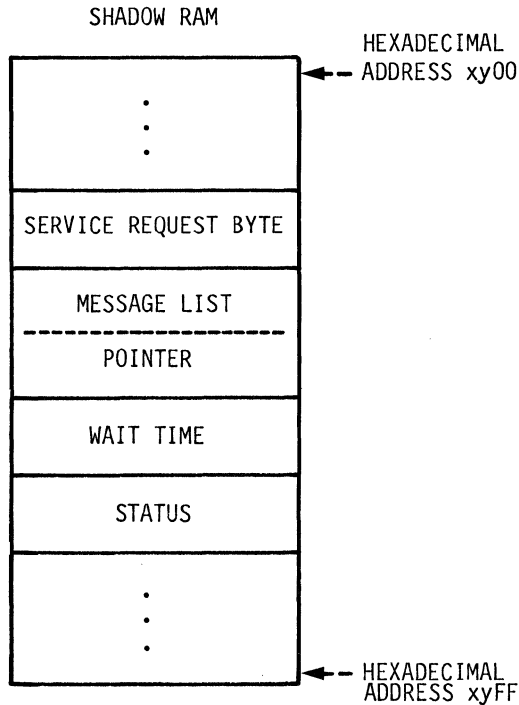 SHADOW RAM
HEXADECIMAL
ADDRESS xy00
SERVICE REQUEST BYTE
MESSAGE LIST
POINTER
WAIT TIME
STATUS
HEXADECIMAL
ADDRESS xyFF